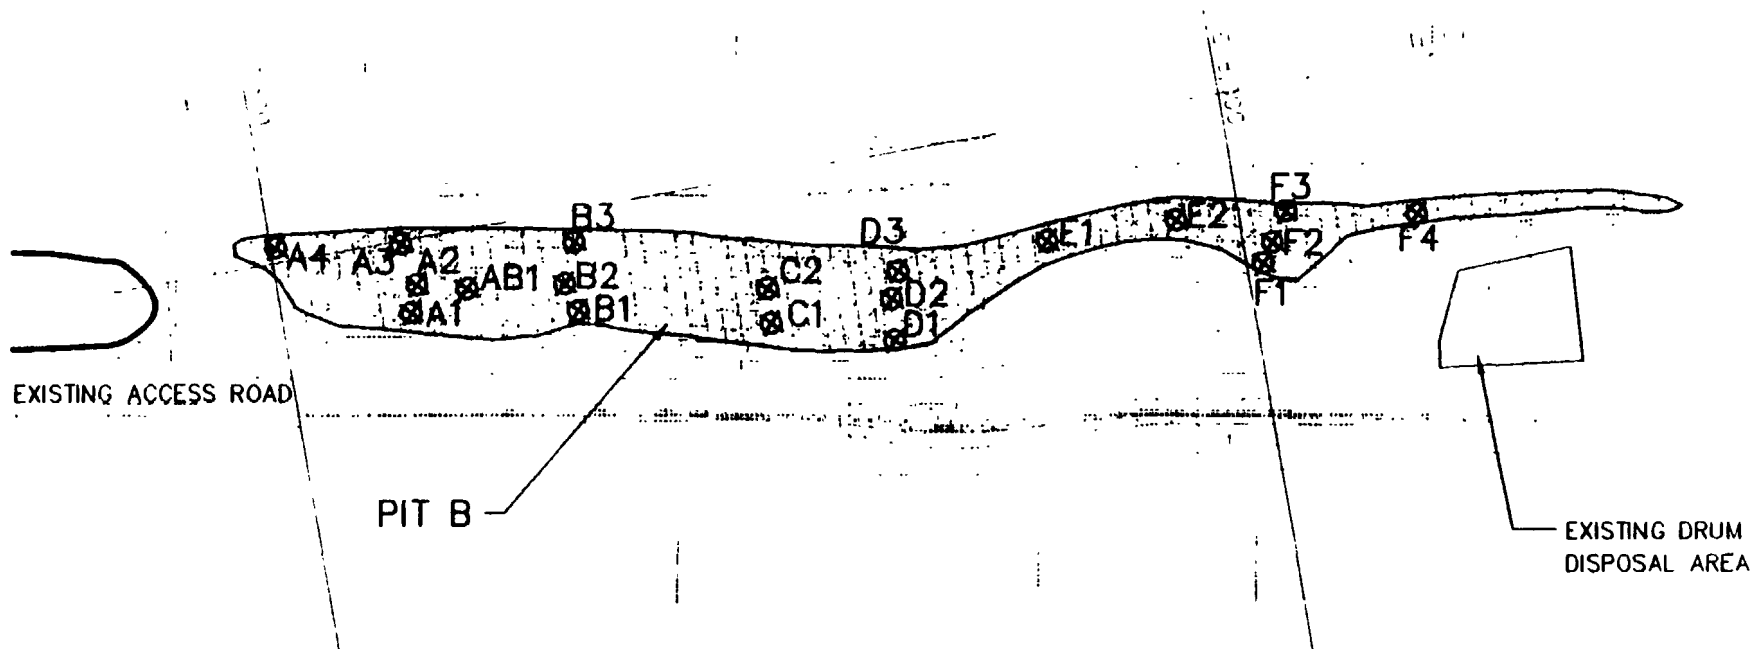 F3
B3
D3
E2
E1
A4
A3
A2
AB1
B2
C2
F2
F4
A1
B1
C1
D2
D1
F1
EXISTING ACCESS ROAD
PIT B
EXISTING DRUM
DISPOSAL AREA